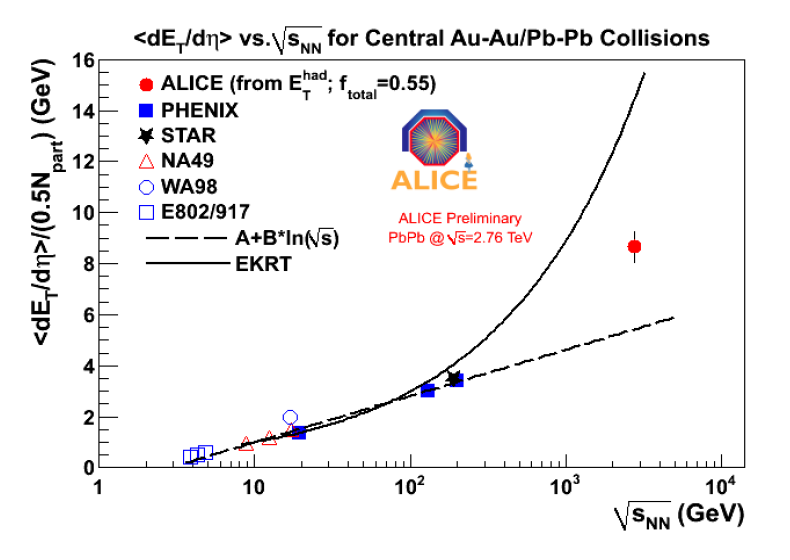 <dE_T/dη> vs.√s_NN for Central Au-Au/Pb-Pb Collisions
<dE_T/dη>/(0.5N_part) (GeV)
16
14
12
10
8
6
4
2
0
ALICE (from E_T^had; f_total=0.55)
PHENIX
STAR
NA49
WA98
E802/917
A+B*ln(√s)
EKRT
ALICE
ALICE Preliminary
PbPb @ √s=2.76 TeV
1 10 10² 10³ 10⁴
√s_NN (GeV)